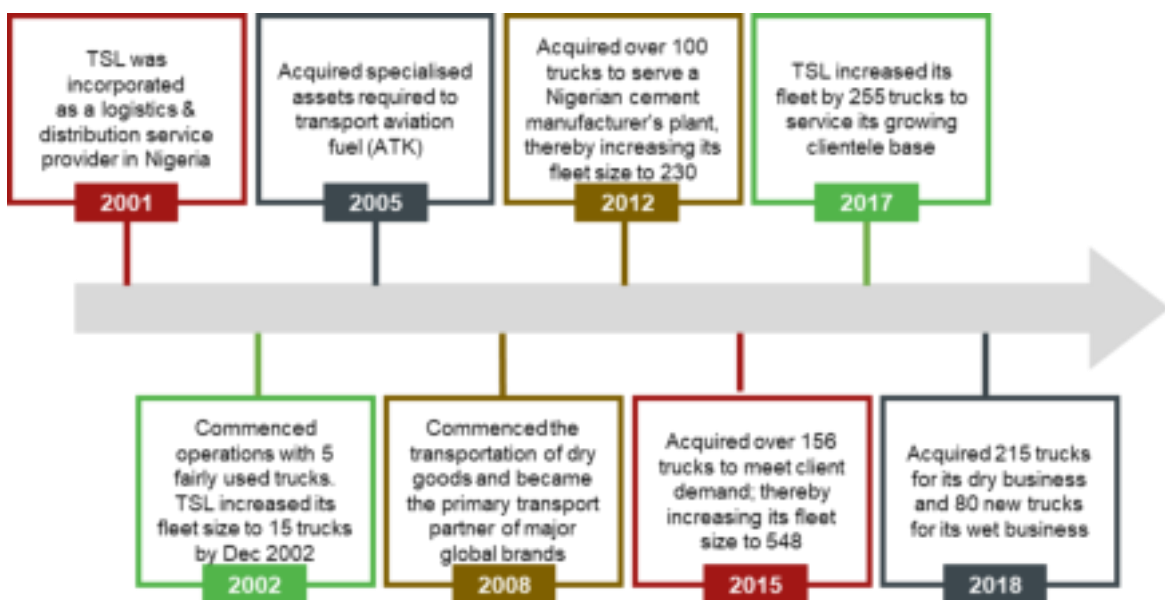 TSL was
incorporated
as a logistics &
distribution service
provider in Nigeria
2001
Acquired specialised
assets required to
transport aviation
fuel (ATK)
2005
Acquired over 100
trucks to serve a
Nigerian cement
manufacturer's plant,
thereby increasing its
fleet size to 230
2012
TSL increased its
fleet by 255 trucks to
service its growing
clientele base
2017
Commenced
operations with 5
fairly used trucks.
TSL increased its
fleet size to 15 trucks
by Dec 2002
2002
Commenced the
transportation of dry
goods and became
the primary transport
partner of major
global brands
2008
Acquired over 156
trucks to meet client
demand; thereby
increasing its fleet
size to 548
2015
Acquired 215 trucks
for its dry business
and 80 new trucks
for its wet business
2018